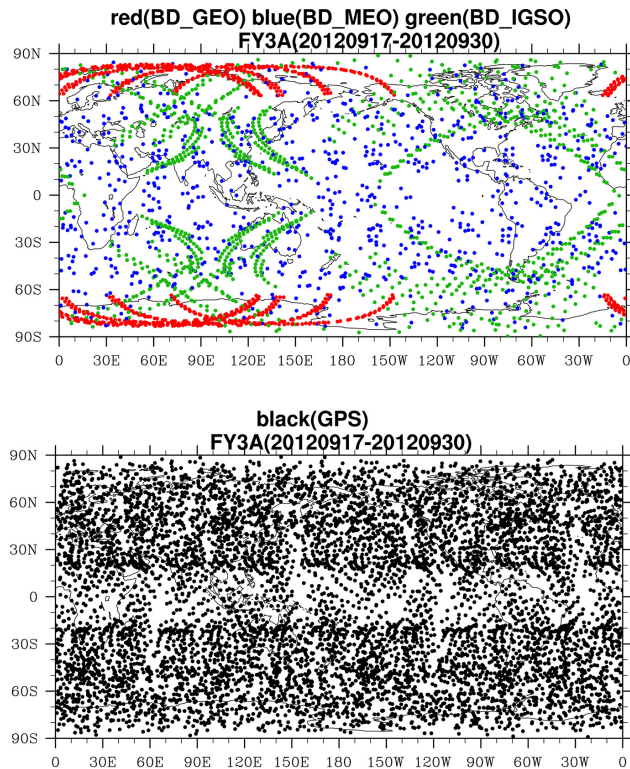 red(BD_GEO) blue(BD_MEO) green(BD_IGSO)
FY3A(20120917-20120930)
90N
60N
30N
0
30S
60S
90S
0 30E 60E 90E 120E 150E 180 150W 120W 90W 60W 30W 0
black(GPS)
FY3A(20120917-20120930)
90N
60N
30N
0
30S
60S
90S
0 30E 60E 90E 120E 150E 180 150W 120W 90W 60W 30W 0